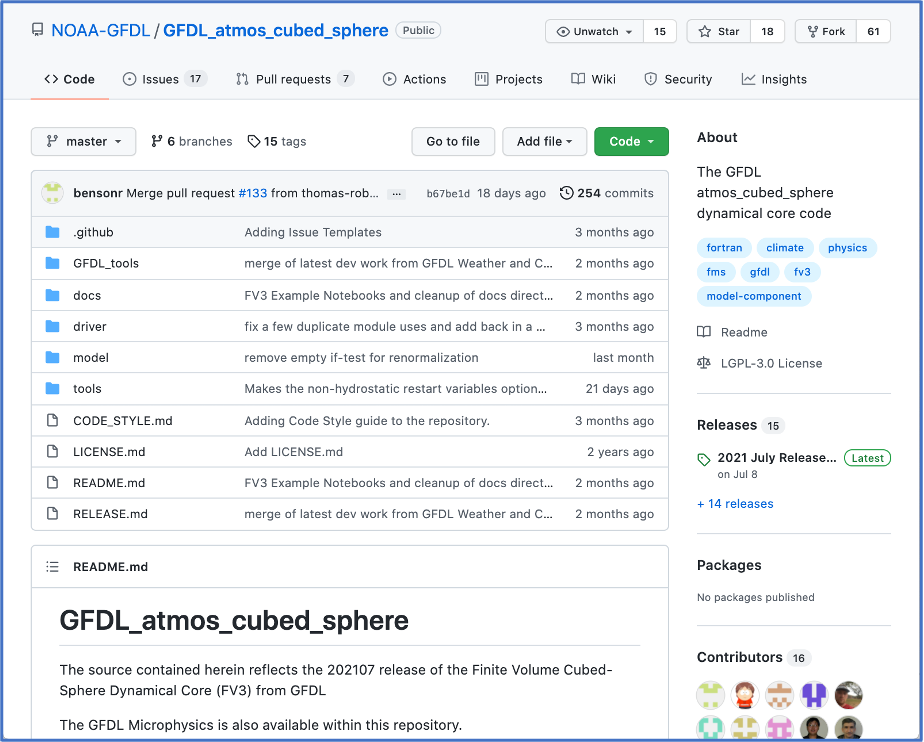 NOAA-GFDL / GFDL_atmos_cubed_sphere Public
Unwatch 15 Star 18 Fork 61
Code Issues 17 Pull requests 7 Actions Projects Wiki Security Insights
master 6 branches 15 tags Go to file Add file Code
bensonr Merge pull request #133 from thomas-rob... ... b67be1d 18 days ago 254 commits
.github Adding Issue Templates 3 months ago
GFDL_tools merge of latest dev work from GFDL Weather and C... 2 months ago
docs FV3 Example Notebooks and cleanup of docs direct... 2 months ago
driver fix a few duplicate module uses and add back in a ... 3 months ago
model remove empty if-test for renormalization last month
tools Makes the non-hydrostatic restart variables option... 21 days ago
CODE_STYLE.md Adding Code Style guide to the repository. 3 months ago
LICENSE.md Add LICENSE.md 2 years ago
README.md FV3 Example Notebooks and cleanup of docs direct... 2 months ago
RELEASE.md merge of latest dev work from GFDL Weather and C... 2 months ago
README.md
GFDL_atmos_cubed_sphere
The source contained herein reflects the 202107 release of the Finite Volume Cubed-
Sphere Dynamical Core (FV3) from GFDL
The GFDL Microphysics is also available within this repository.
About
The GFDL
atmos_cubed_sphere
dynamical core code
fortran climate physics
fms gfdl fv3
model-component
Readme
LGPL-3.0 License
Releases 15
2021 July Release... Latest
on Jul 8
+ 14 releases
Packages
No packages published
Contributors 16